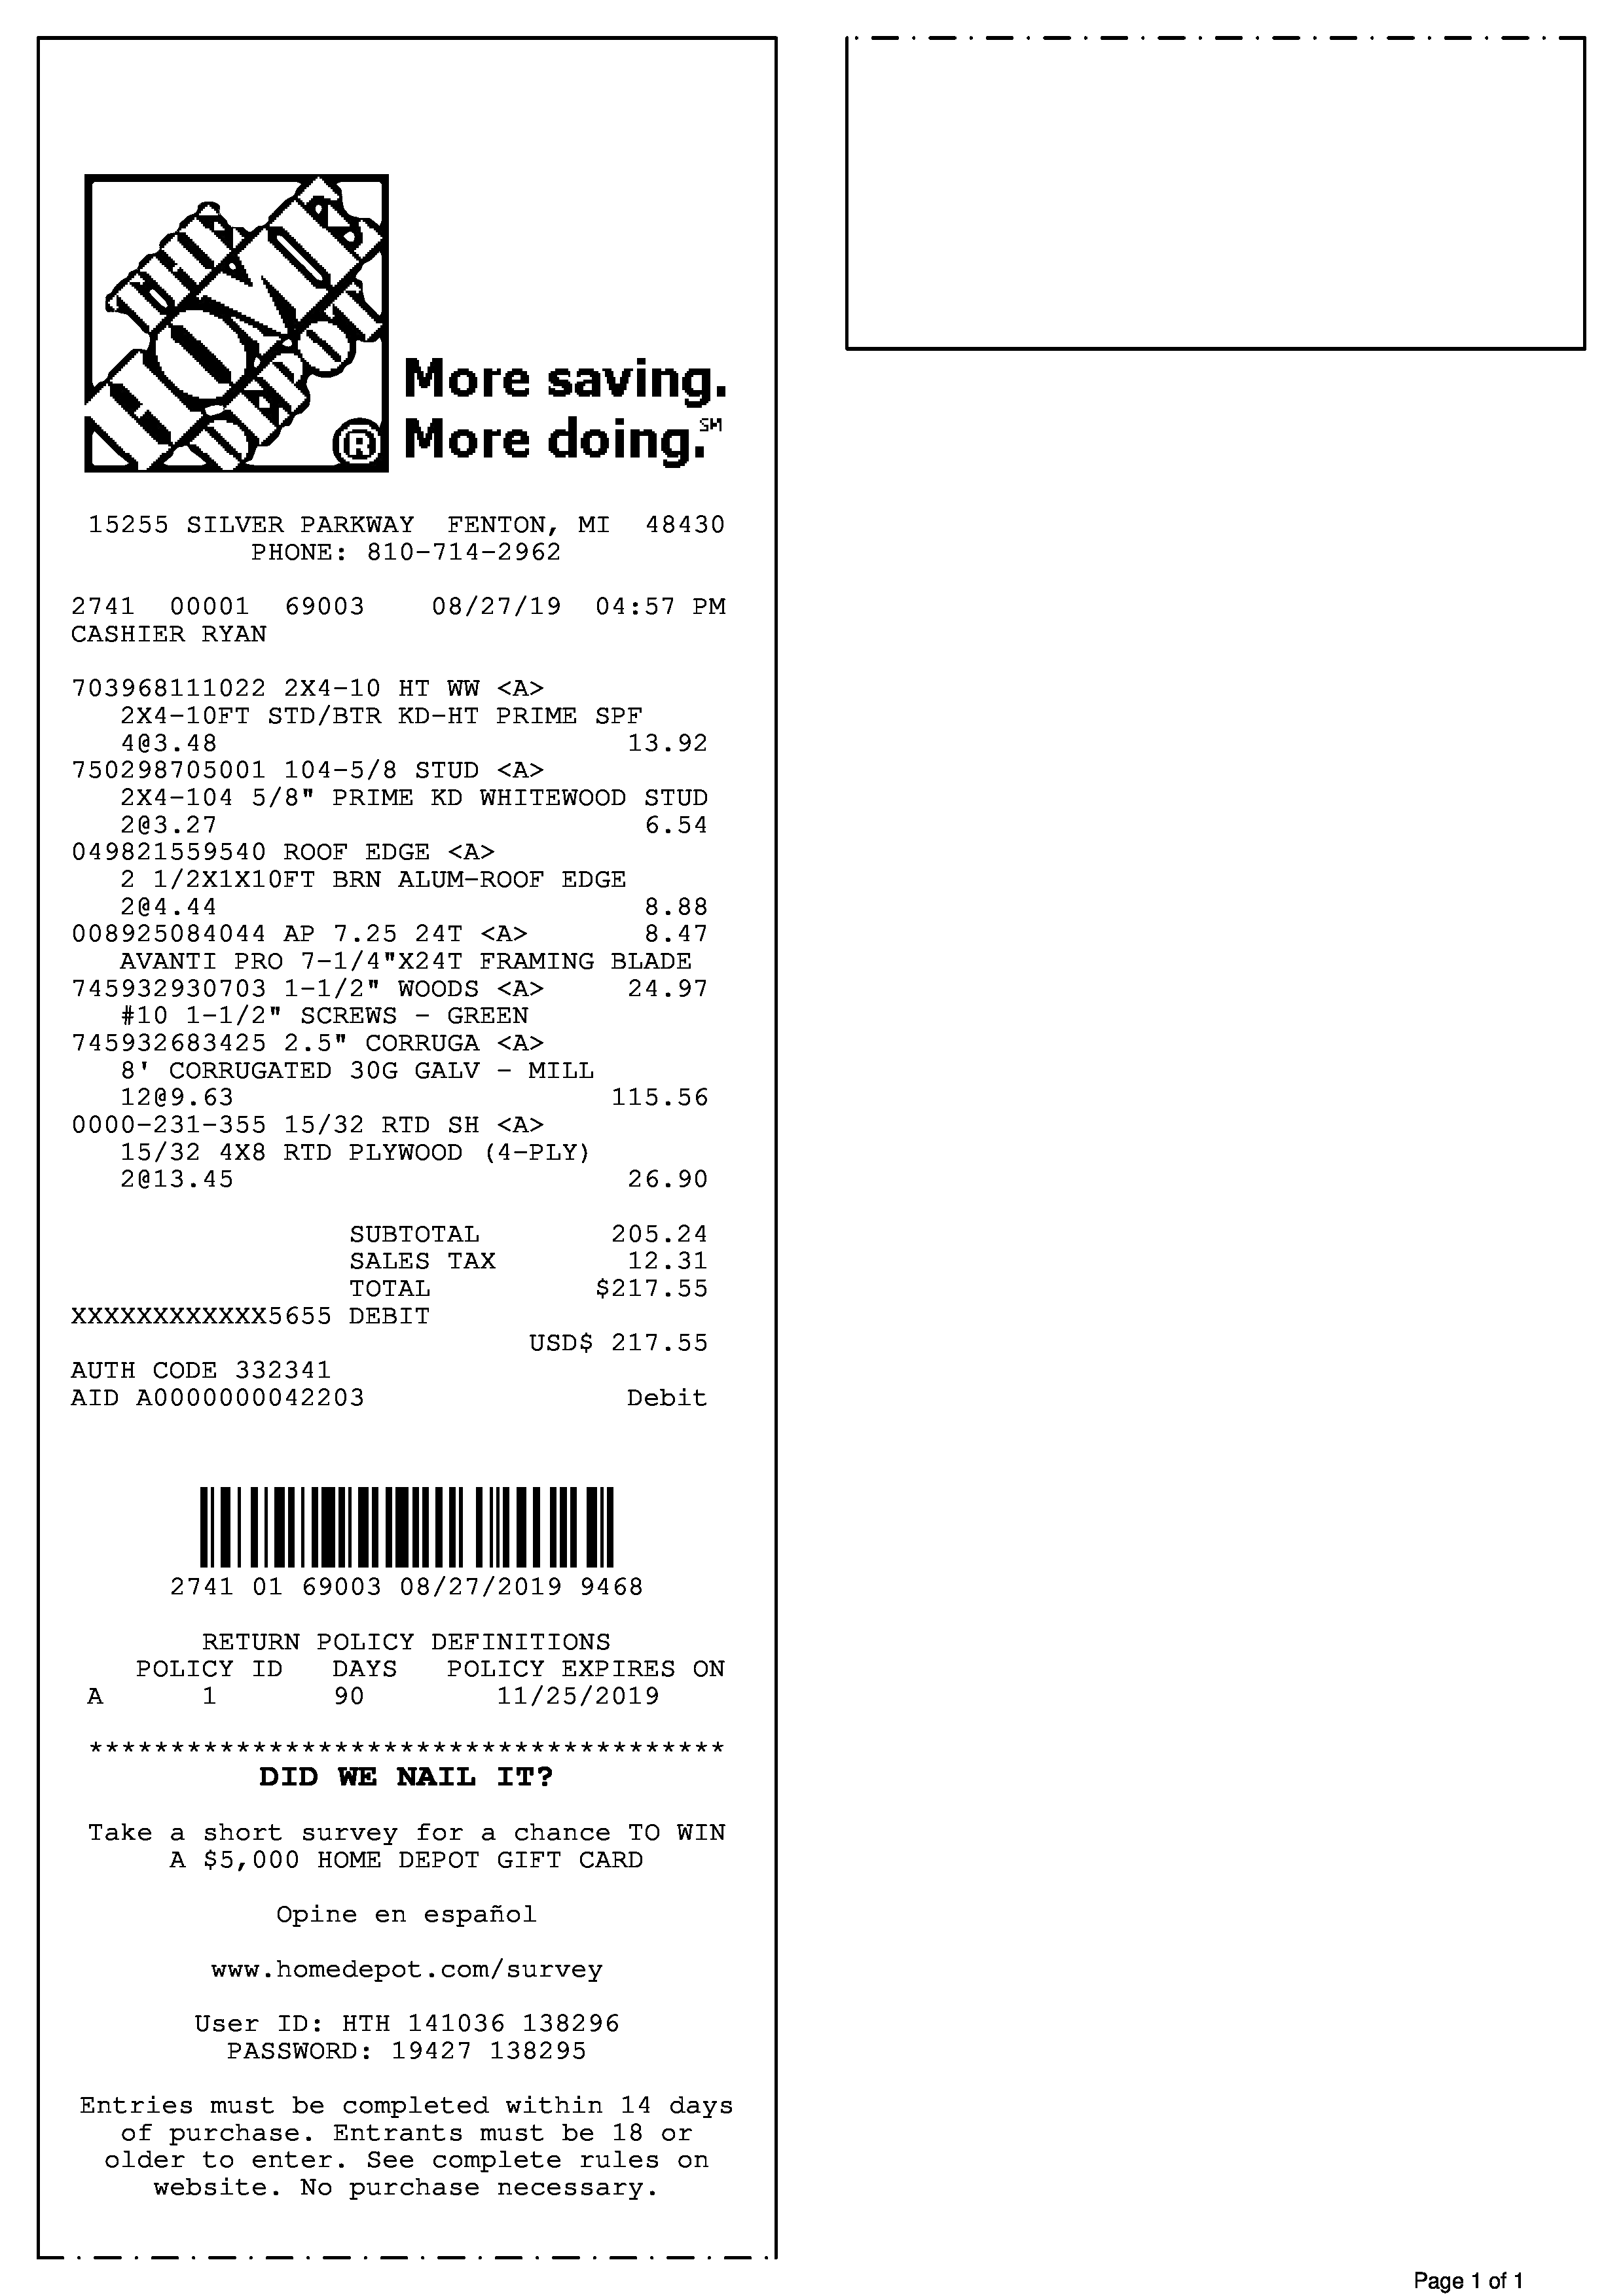 THE
HOME
DEPOT
®
More saving.
More doing.℠
15255 SILVER PARKWAY  FENTON, MI  48430
PHONE: 810-714-2962
2741  00001  69003    08/27/19  04:57 PM
CASHIER RYAN
703968111022 2X4-10 HT WW <A>
2X4-10FT STD/BTR KD-HT PRIME SPF
4@3.48 13.92
750298705001 104-5/8 STUD <A>
2X4-104 5/8" PRIME KD WHITEWOOD STUD
2@3.27 6.54
049821559540 ROOF EDGE <A>
2 1/2X1X10FT BRN ALUM-ROOF EDGE
2@4.44 8.88
008925084044 AP 7.25 24T <A> 8.47
AVANTI PRO 7-1/4"X24T FRAMING BLADE
745932930703 1-1/2" WOODS <A> 24.97
#10 1-1/2" SCREWS - GREEN
745932683425 2.5" CORRUGA <A>
8' CORRUGATED 30G GALV - MILL
12@9.63 115.56
0000-231-355 15/32 RTD SH <A>
15/32 4X8 RTD PLYWOOD (4-PLY)
2@13.45 26.90
SUBTOTAL 205.24
SALES TAX 12.31
TOTAL $217.55
XXXXXXXXXXXX5655 DEBIT
USD$ 217.55
AUTH CODE 332341
AID A0000000042203 Debit
2741 01 69003 08/27/2019 9468
RETURN POLICY DEFINITIONS
POLICY ID   DAYS   POLICY EXPIRES ON
A 1 90 11/25/2019
***************************************
DID WE NAIL IT?
Take a short survey for a chance TO WIN
A $5,000 HOME DEPOT GIFT CARD
Opine en español
www.homedepot.com/survey
User ID: HTH 141036 138296
PASSWORD: 19427 138295
Entries must be completed within 14 days
of purchase. Entrants must be 18 or
older to enter. See complete rules on
website. No purchase necessary.
Page 1 of 1